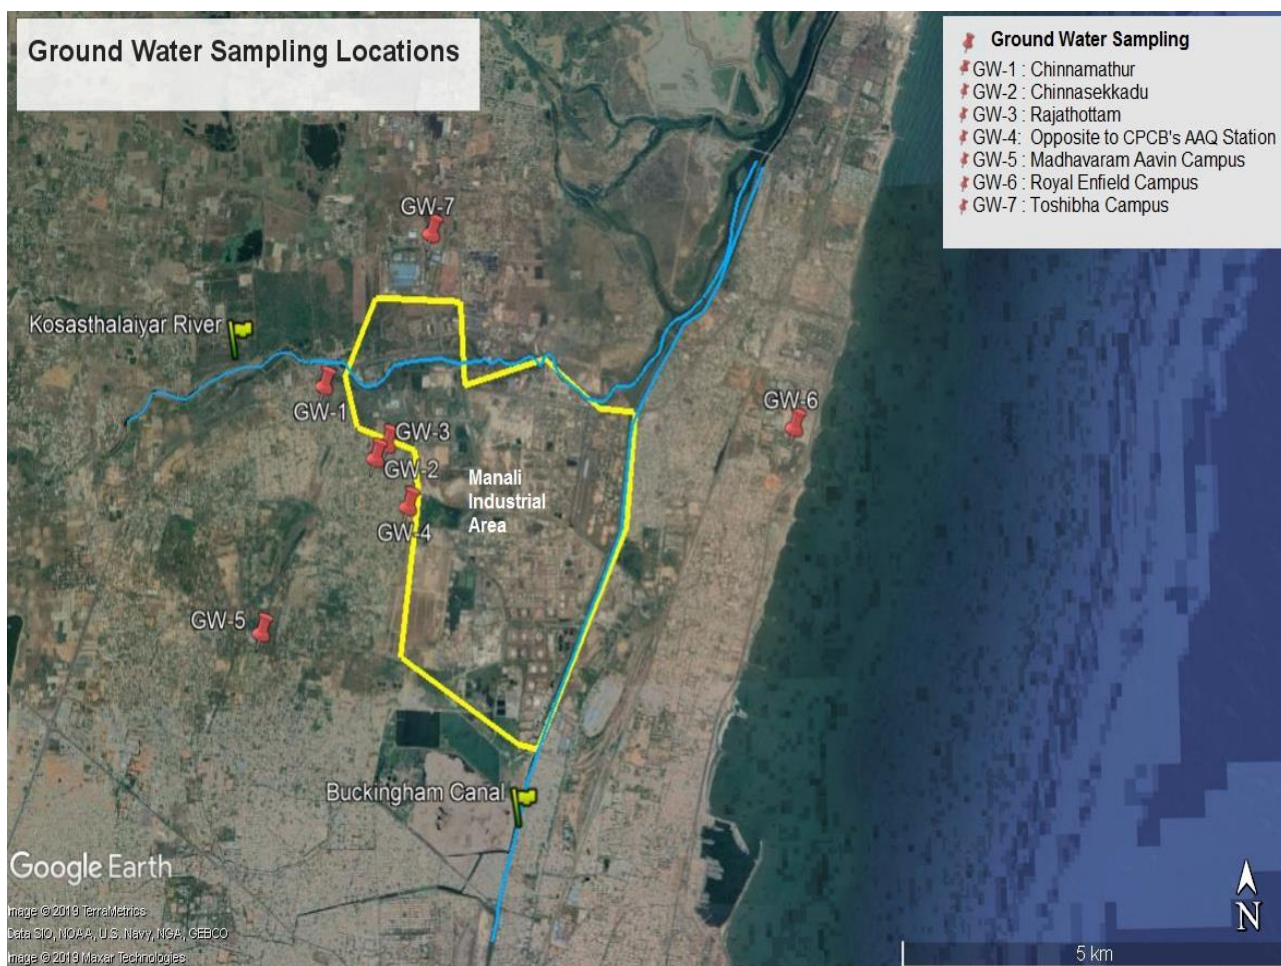 Ground Water Sampling Locations
Ground Water Sampling
GW-1 : Chinnamathur
GW-2 : Chinnasekkadu
GW-3 : Rajathottam
GW-4: Opposite to CPCB's AAQ Station
GW-5 : Madhavaram Aavin Campus
GW-6 : Royal Enfield Campus
GW-7 : Toshibha Campus
GW-7
Kosasthalaiyar River
GW-1
GW-6
GW-3
GW-2
Manali
Industrial
Area
GW-4
GW-5
Buckingham Canal
Google Earth
Image © 2019 TerraMetrics
Data SIO, NOAA, U.S. Navy, NGA, GEBCO
Image © 2019 Maxar Technologies
N
5 km